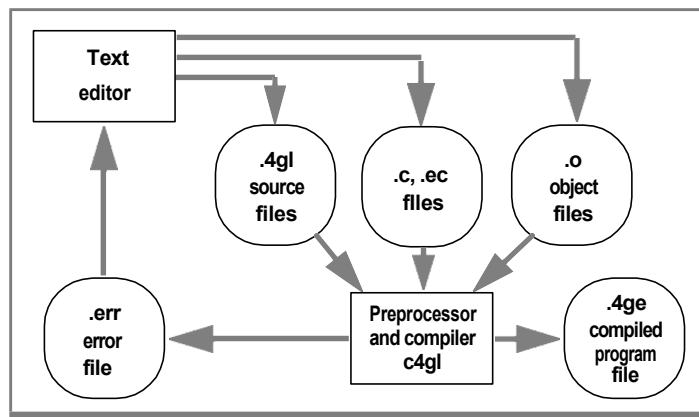 Text
editor
.4gl
source
files
.c, .ec
fIles
.o
object
files
.err
error
file
Preprocessor
and compiler
c4gl
.4ge
compiled
program
file